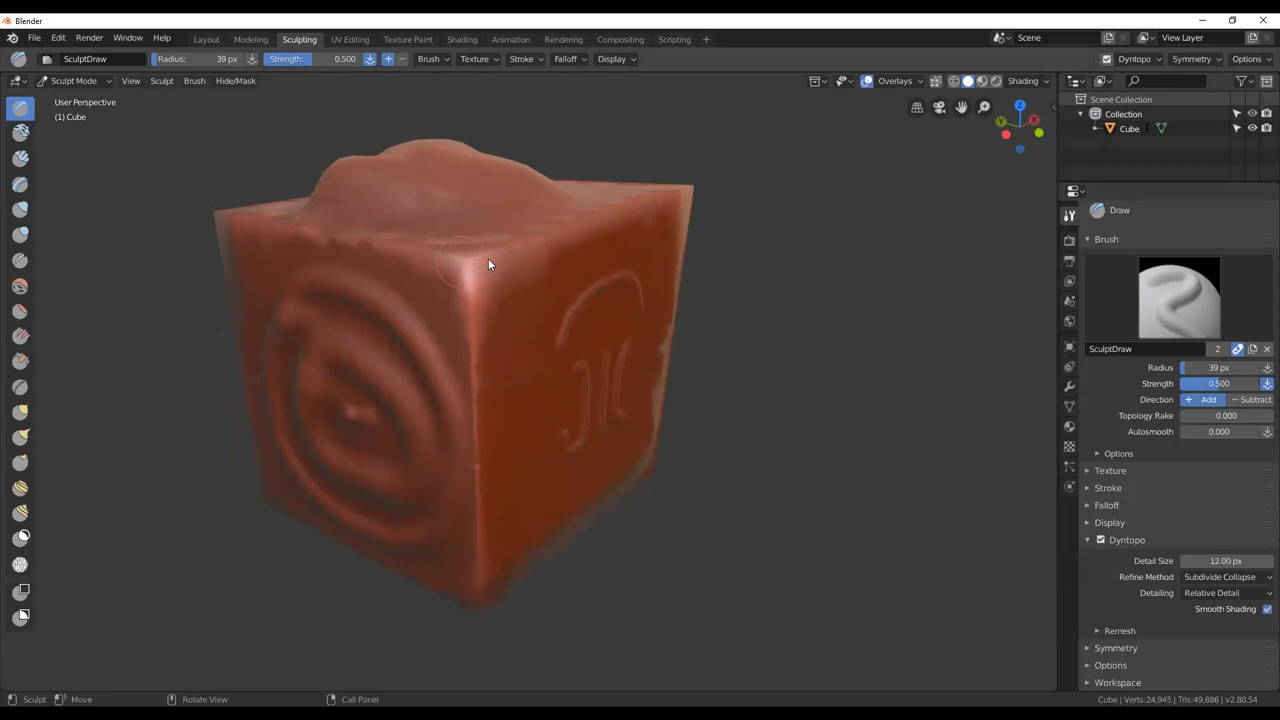 Blender
File Edit Render Window Help Layout Modeling Sculpting UV Editing Texture Paint Shading Animation Rendering Compositing Scripting + Scene View Layer
SculptDraw Radius: 39 px Strength: 0.500 + − Brush Texture Stroke Falloff Display Dyntopo Symmetry Options
Sculpt Mode View Sculpt Brush Hide/Mask Overlays Shading
User Perspective
(1) Cube
Z
Y
X
Scene Collection
Collection
Cube
Draw
Brush
SculptDraw 2
Radius 39 px
Strength 0.500
Direction + Add − Subtract
Topology Rake 0.000
Autosmooth 0.000
Options
Texture
Stroke
Falloff
Display
Dyntopo
Detail Size 12.00 px
Refine Method Subdivide Collapse
Detailing Relative Detail
Smooth Shading
Remesh
Symmetry
Options
Workspace
Sculpt Move Rotate View Call Panel Cube | Verts:24,945 | Tris:49,886 | v2.80.54